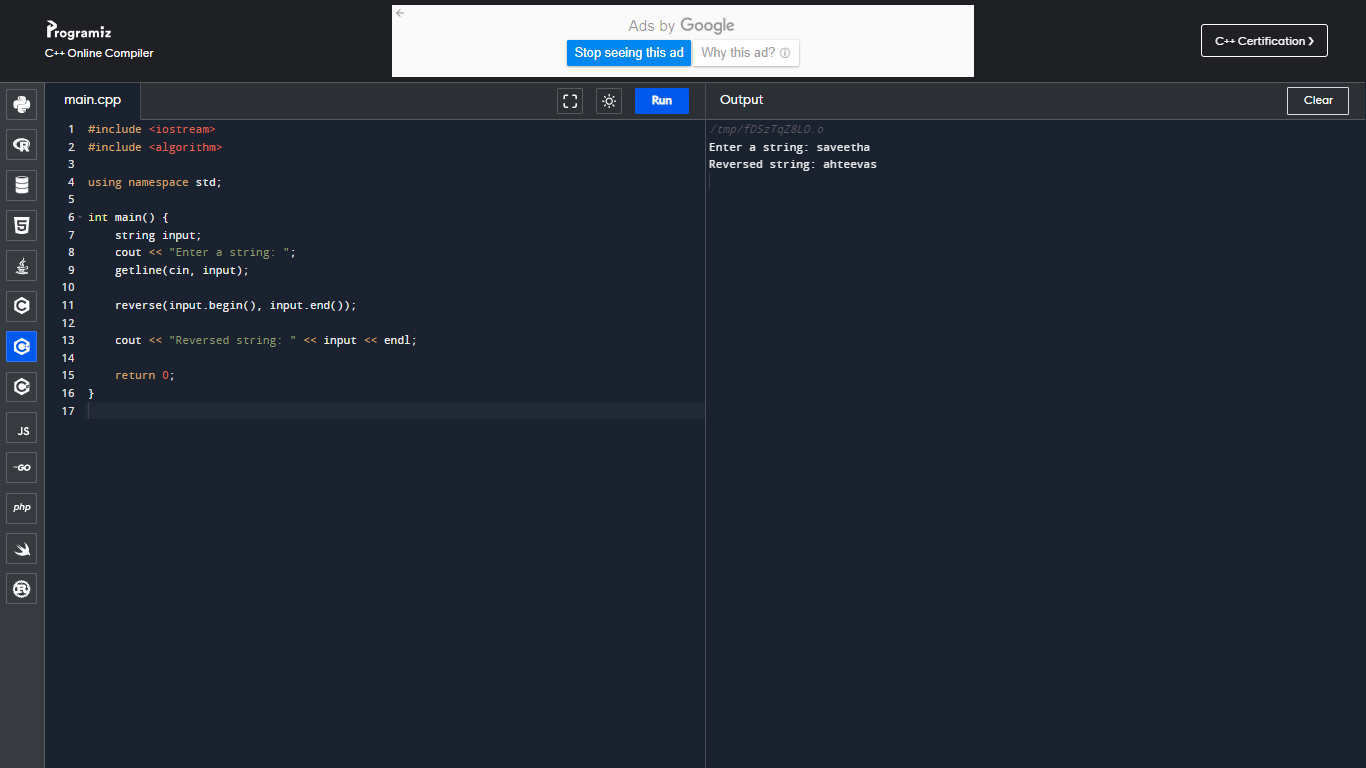 Programiz
C++ Online Compiler
Ads by Google
Stop seeing this ad
Why this ad?
C++ Certification ›
main.cpp
Run
Output
Clear
1 #include <iostream>
2 #include <algorithm>
3
4 using namespace std;
5
6 int main() {
7     string input;
8     cout << "Enter a string: ";
9     getline(cin, input);
10
11     reverse(input.begin(), input.end());
12
13     cout << "Reversed string: " << input << endl;
14
15     return 0;
16 }
17
/tmp/fDSzTqZ8LO.o
Enter a string: saveetha
Reversed string: ahteevas
JS
GO
php